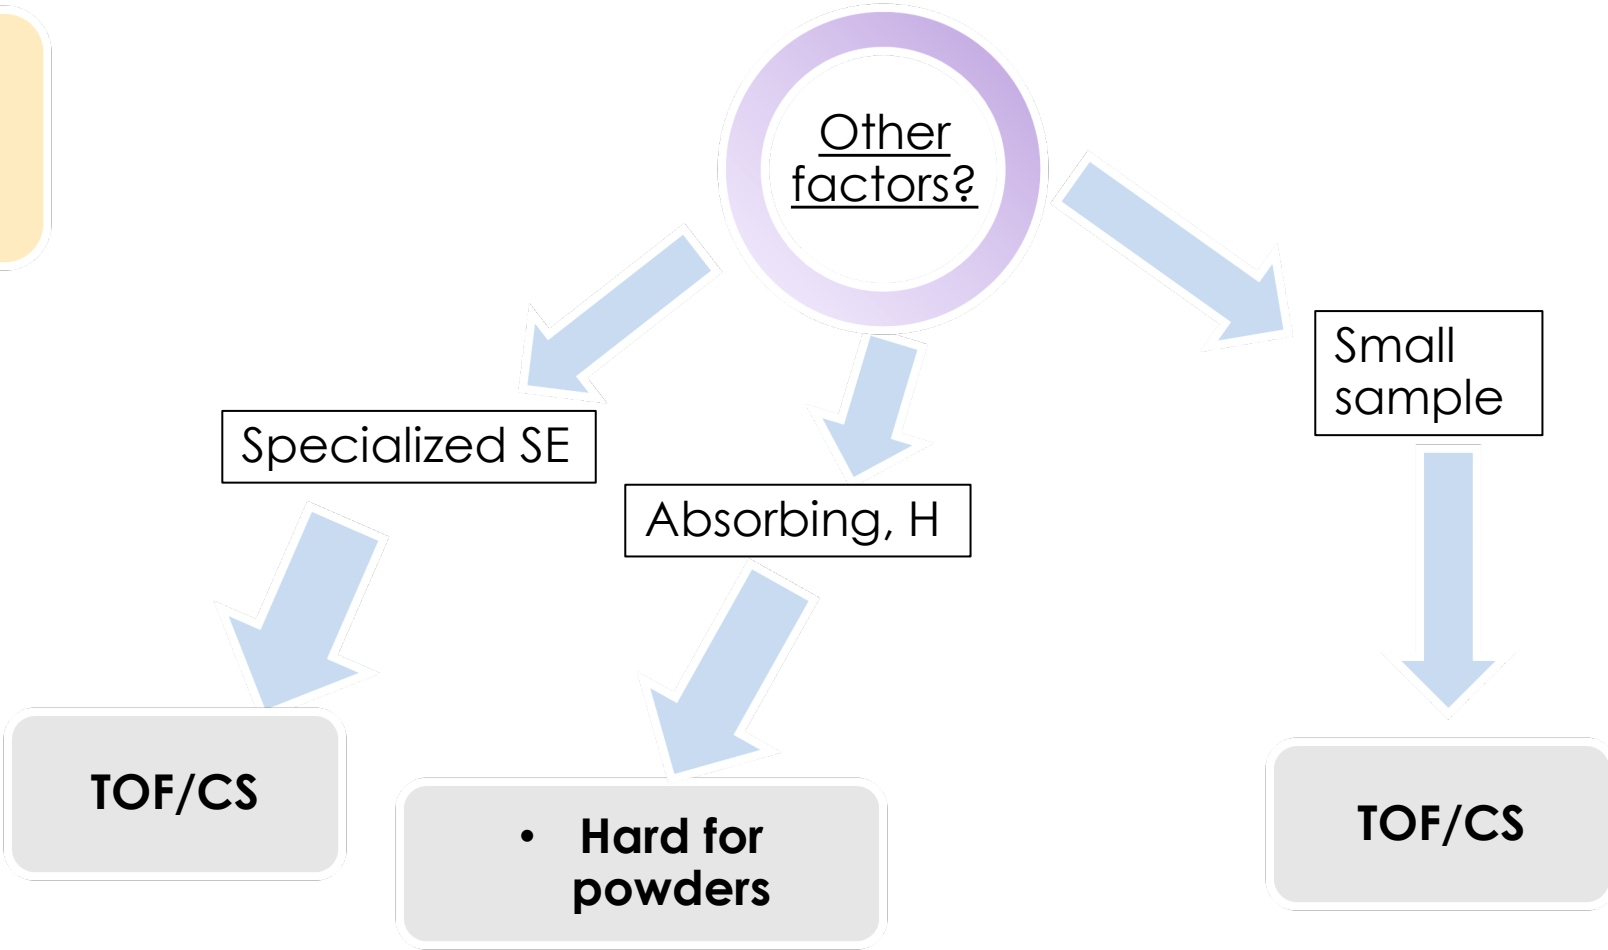 Other
factors?
Small
sample
Specialized SE
Absorbing, H
TOF/CS
• Hard for
powders
TOF/CS